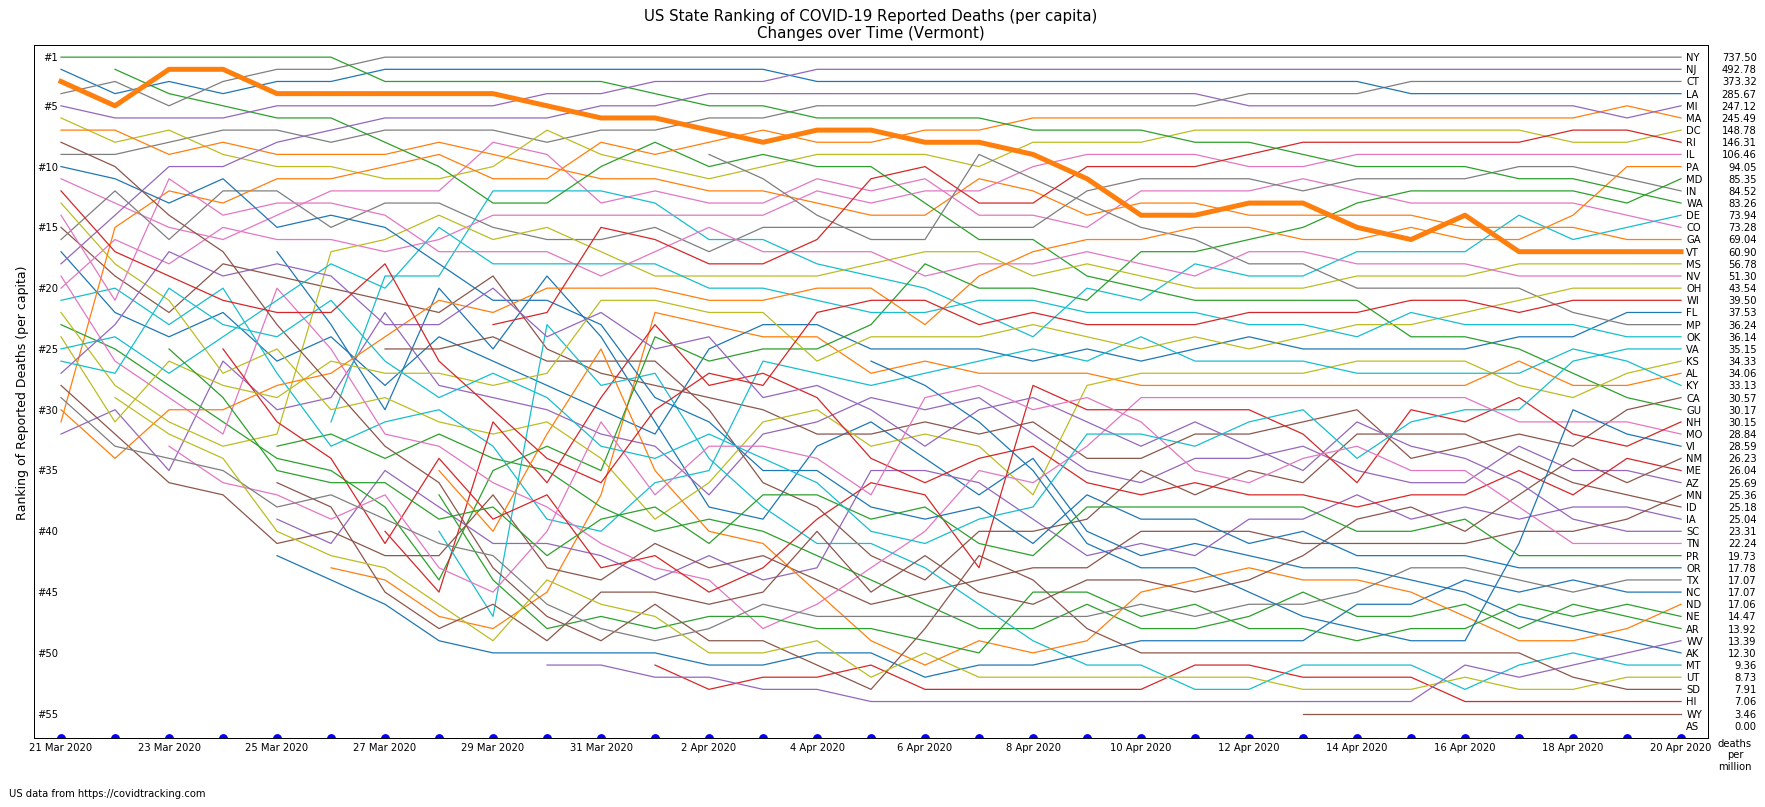 US State Ranking of COVID-19 Reported Deaths (per capita)
Changes over Time (Vermont)
Ranking of Reported Deaths (per capita)
#1
#5
#10
#15
#20
#25
#30
#35
#40
#45
#50
#55
NY 737.50
NJ 492.78
CT 373.32
LA 285.67
MI 247.12
MA 245.49
DC 148.78
RI 146.31
IL 106.46
PA 94.05
MD 85.35
IN 84.52
WA 83.26
DE 73.94
CO 73.28
GA 69.04
VT 60.90
MS 56.78
NV 51.30
OH 43.54
WI 39.50
FL 37.53
MP 36.24
OK 36.14
VA 35.15
KS 34.33
AL 34.06
KY 33.13
CA 30.57
GU 30.17
NH 30.15
MO 28.84
VI 28.59
NM 26.23
ME 26.04
AZ 25.69
MN 25.36
ID 25.18
IA 25.04
SC 23.31
TN 22.24
PR 19.73
OR 17.78
TX 17.07
NC 17.07
ND 17.06
NE 14.47
AR 13.92
WV 13.39
AK 12.30
MT 9.36
UT 8.73
SD 7.91
HI 7.06
WY 3.46
AS 0.00
21 Mar 2020 23 Mar 2020 25 Mar 2020 27 Mar 2020 29 Mar 2020 31 Mar 2020 2 Apr 2020 4 Apr 2020 6 Apr 2020 8 Apr 2020 10 Apr 2020 12 Apr 2020 14 Apr 2020 16 Apr 2020 18 Apr 2020 20 Apr 2020
deaths
per
million
US data from https://covidtracking.com